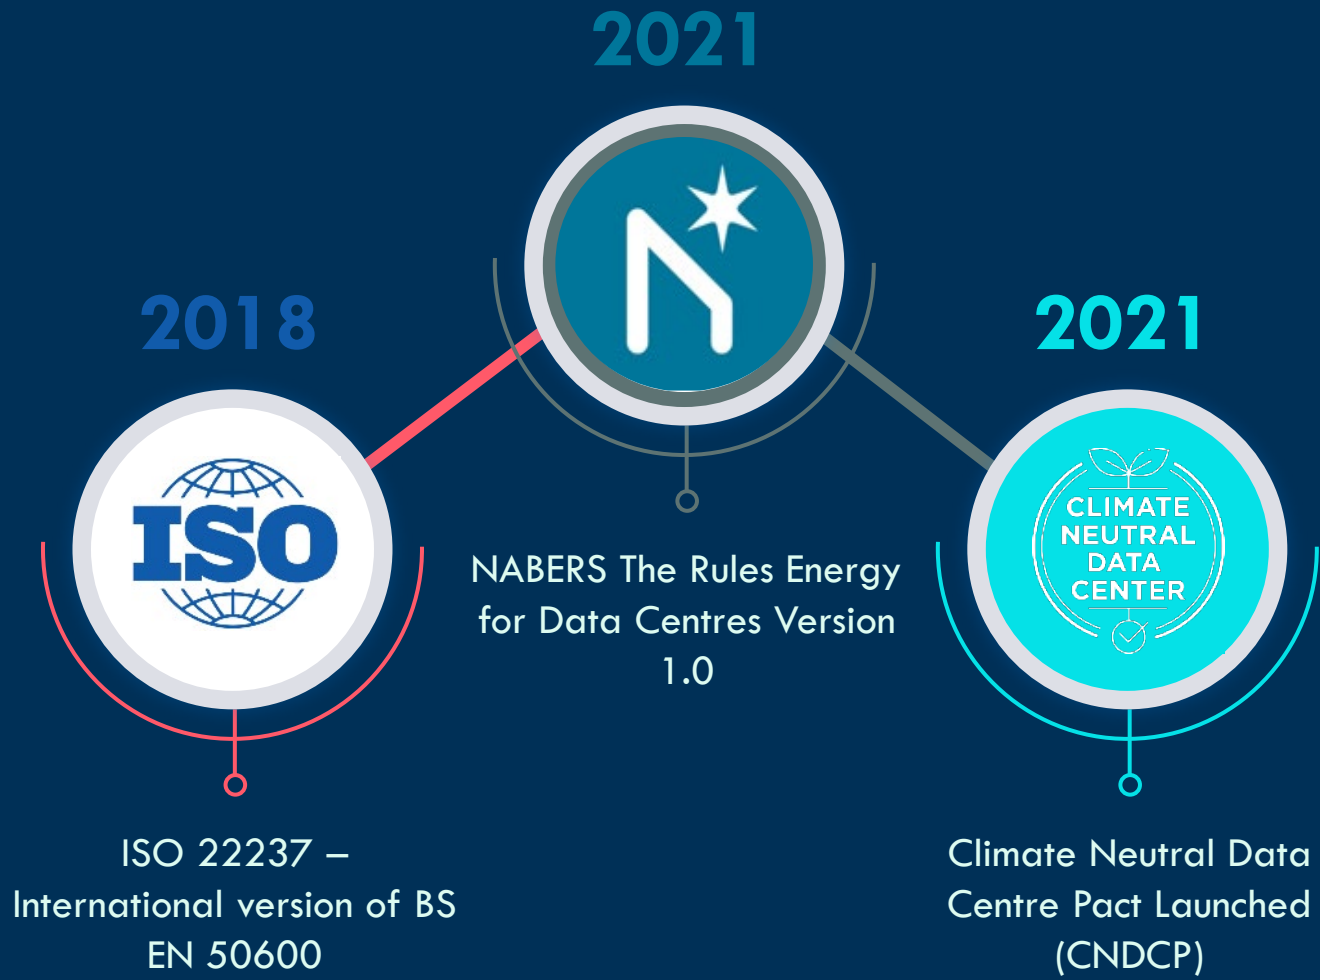 2021
2018
ISO
ISO 22237 –
International version of BS
EN 50600
NABERS The Rules Energy
for Data Centres Version
1.0
2021
CLIMATE
NEUTRAL
DATA
CENTER
Climate Neutral Data
Centre Pact Launched
(CNDCP)